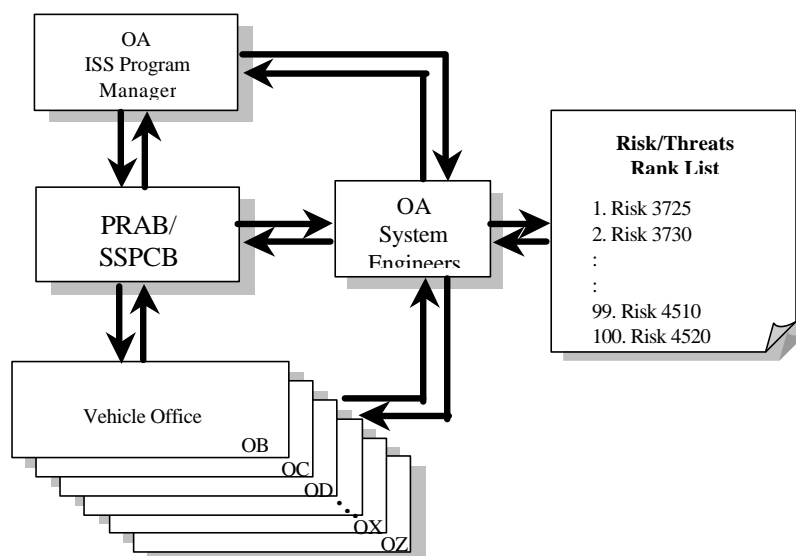 OA
ISS Program
Manager
PRAB/
SSPCB
OA
System
Engineers
Risk/Threats
Rank List
1. Risk 3725
2. Risk 3730
:
:
99. Risk 4510
100. Risk 4520
Vehicle Office
OB
OC
OD
OX
OZ